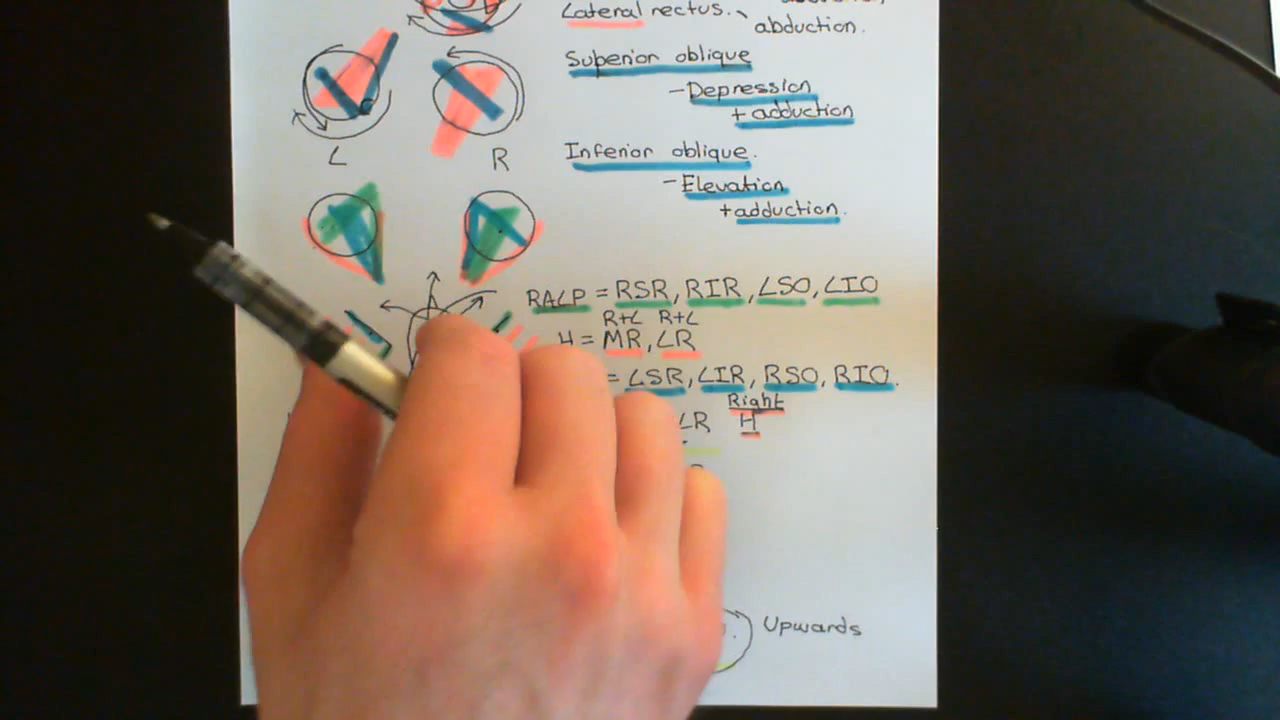 Lateral rectus.
abduction.
Superior oblique
- Depression
+ adduction
Inferior oblique.
- Elevation
+ adduction.
L R
RALP = RSR, RIR, LSO, LIO
R+L R+L
H = MR, LR
= LSR, LIR, RSO, RIO.
Right
LR H
Upwards